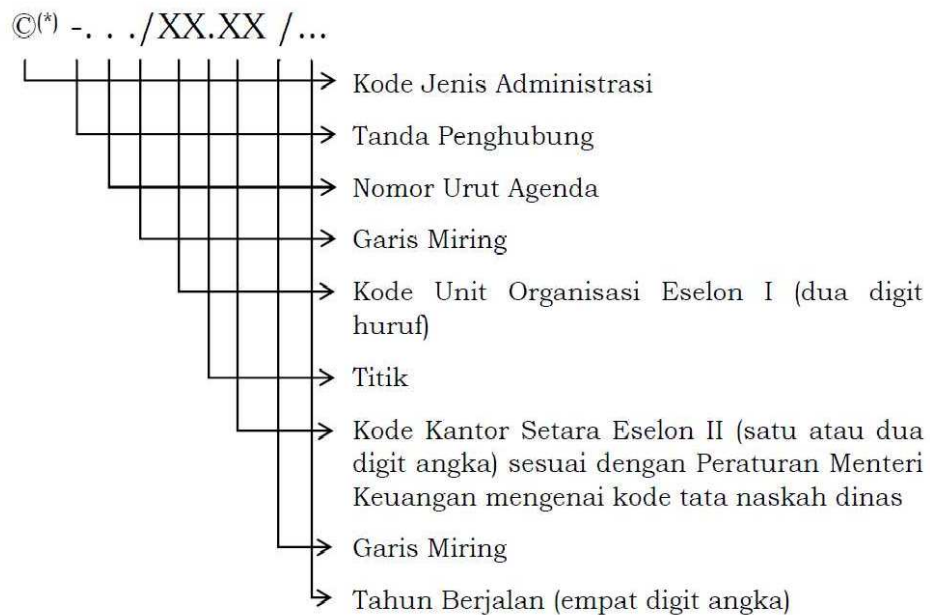 ©(*) -. . ./XX.XX /...
Kode Jenis Administrasi
Tanda Penghubung
Nomor Urut Agenda
Garis Miring
Kode Unit Organisasi Eselon I (dua digit
huruf)
Titik
Kode Kantor Setara Eselon II (satu atau dua
digit angka) sesuai dengan Peraturan Menteri
Keuangan mengenai kode tata naskah dinas
Garis Miring
Tahun Berjalan (empat digit angka)